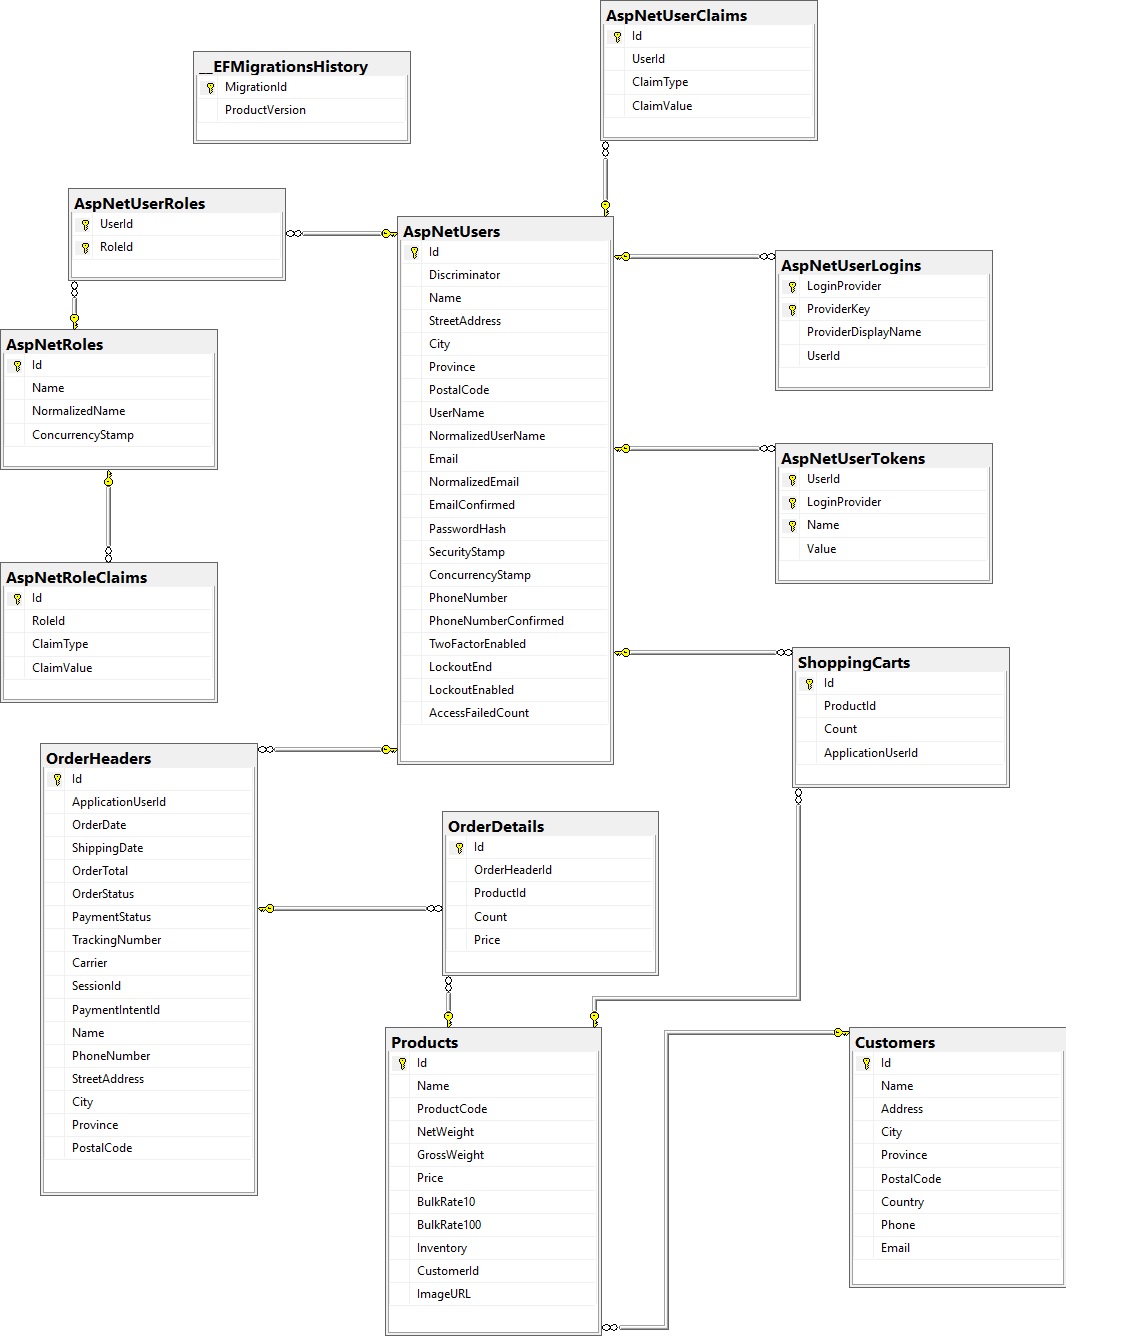 AspNetUserClaims
Id
UserId
ClaimType
ClaimValue
__EFMigrationsHistory
MigrationId
ProductVersion
AspNetUserRoles
UserId
RoleId
AspNetUsers
Id
Discriminator
Name
StreetAddress
City
Province
PostalCode
UserName
NormalizedUserName
Email
NormalizedEmail
EmailConfirmed
PasswordHash
SecurityStamp
ConcurrencyStamp
PhoneNumber
PhoneNumberConfirmed
TwoFactorEnabled
LockoutEnd
LockoutEnabled
AccessFailedCount
AspNetUserLogins
LoginProvider
ProviderKey
ProviderDisplayName
UserId
AspNetRoles
Id
Name
NormalizedName
ConcurrencyStamp
AspNetUserTokens
UserId
LoginProvider
Name
Value
AspNetRoleClaims
Id
RoleId
ClaimType
ClaimValue
ShoppingCarts
Id
ProductId
Count
ApplicationUserId
OrderHeaders
Id
ApplicationUserId
OrderDate
ShippingDate
OrderTotal
OrderStatus
PaymentStatus
TrackingNumber
Carrier
SessionId
PaymentIntentId
Name
PhoneNumber
StreetAddress
City
Province
PostalCode
OrderDetails
Id
OrderHeaderId
ProductId
Count
Price
Products
Id
Name
ProductCode
NetWeight
GrossWeight
Price
BulkRate10
BulkRate100
Inventory
CustomerId
ImageURL
Customers
Id
Name
Address
City
Province
PostalCode
Country
Phone
Email